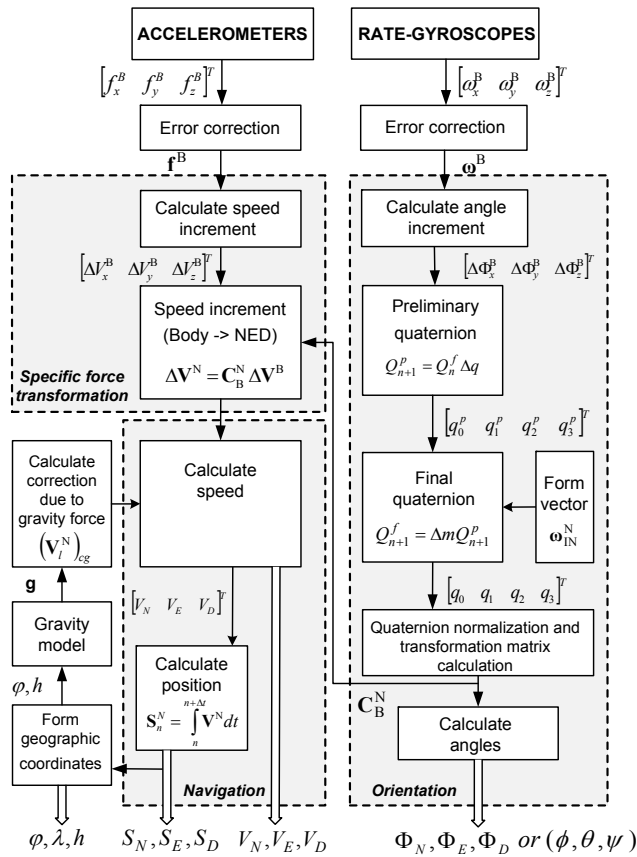 ACCELEROMETERS
RATE-GYROSCOPES
[f_x^B f_y^B f_z^B]^T
[ω_x^B ω_y^B ω_z^B]^T
Error correction
Error correction
f^B
ω^B
Calculate speed
increment
Calculate angle
increment
[ΔV_x^B ΔV_y^B ΔV_z^B]^T
[ΔΦ_x^B ΔΦ_y^B ΔΦ_z^B]^T
Speed increment
(Body -> NED)
ΔV^N = C_B^N ΔV^B
Specific force
transformation
Preliminary
quaternion
Q_{n+1}^p = Q_n^f Δq
[q_0^p q_1^p q_2^p q_3^p]^T
Calculate
correction
due to
gravity force
(V_l^N)_{cg}
Calculate
speed
Final
quaternion
Q_{n+1}^f = Δm Q_{n+1}^p
Form
vector
ω_{IN}^N
g
[V_N V_E V_D]^T
[q_0 q_1 q_2 q_3]^T
Gravity
model
Quaternion normalization and
transformation matrix
calculation
φ, h
Calculate
position
S_n^N = ∫_n^{n+Δt} V^N dt
C_B^N
Form
geographic
coordinates
Calculate
angles
Navigation
Orientation
φ, λ, h
S_N, S_E, S_D
V_N, V_E, V_D
Φ_N, Φ_E, Φ_D or (ϕ, θ, ψ)